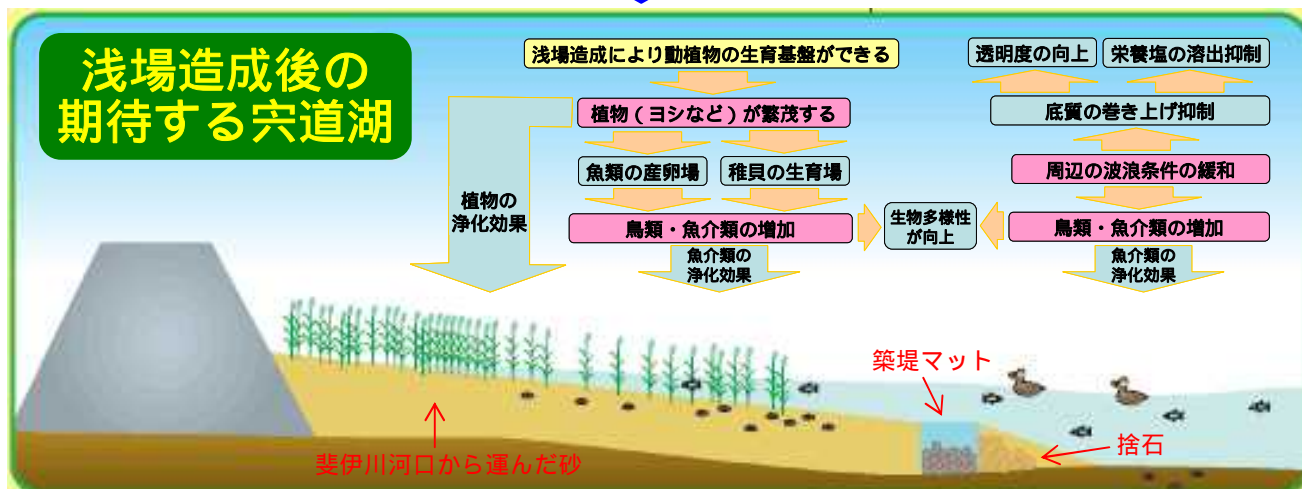 浅場造成後の
期待する宍道湖
浅場造成により動植物の生育基盤ができる
植物（ヨシなど）が繁茂する
魚類の産卵場
稚貝の生育場
植物の
浄化効果
鳥類・魚介類の増加
魚介類の
浄化効果
生物多様性
が向上
透明度の向上
栄養塩の溶出抑制
底質の巻き上げ抑制
周辺の波浪条件の緩和
鳥類・魚介類の増加
魚介類の
浄化効果
築堤マット
捨石
斐伊川河口から運んだ砂